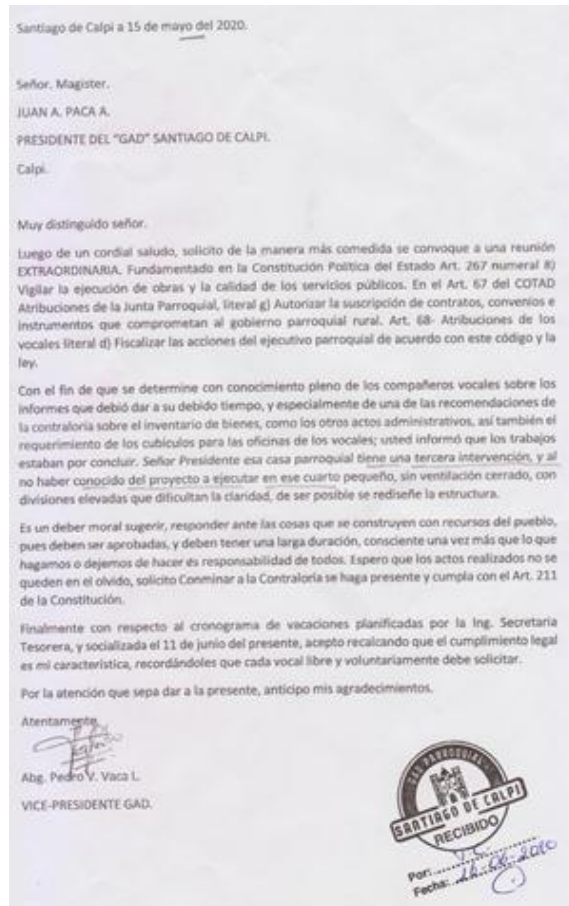 Santiago de Calpi a 15 de mayo del 2020.
Señor. Magister.
JUAN A. PACA A.
PRESIDENTE DEL "GAD" SANTIAGO DE CALPI.
Calpi.
Muy distinguido señor.
Luego de un cordial saludo, solicito de la manera más comedida se convoque a una reunión
EXTRAORDINARIA. Fundamentado en la Constitución Política del Estado Art. 267 numeral 8)
Vigilar la ejecución de obras y la calidad de los servicios públicos. En el Art. 67 del COTAD
Atribuciones de la Junta Parroquial, literal g) Autorizar la suscripción de contratos, convenios e
instrumentos que comprometan al gobierno parroquial rural. Art. 68- Atribuciones de los
vocales literal d) Fiscalizar las acciones del ejecutivo parroquial de acuerdo con este código y la
ley.
Con el fin de que se determine con conocimiento pleno de los compañeros vocales sobre los
informes que debió dar a su debido tiempo, y especialmente de una de las recomendaciones de
la contraloría sobre el inventario de bienes, como los otros actos administrativos, así también el
requerimiento de los cubículos para las oficinas de los vocales; usted informó que los trabajos
estaban por concluir. Señor Presidente esa casa parroquial tiene una tercera intervención, y al
no haber conocido del proyecto a ejecutar en ese cuarto pequeño, sin ventilación cerrado, con
divisiones elevadas que dificultan la claridad, de ser posible se rediseñe la estructura.
Es un deber moral sugerir, responder ante las cosas que se construyen con recursos del pueblo,
pues deben ser aprobadas, y deben tener una larga duración, consciente una vez más que lo que
hagamos o dejemos de hacer es responsabilidad de todos. Espero que los actos realizados no se
queden en el olvido, solicito Conminar a la Contraloría se haga presente y cumpla con el Art. 211
de la Constitución.
Finalmente con respecto al cronograma de vacaciones planificadas por la Ing. Secretaria
Tesorera, y socializada el 11 de junio del presente, acepto recalcando que el cumplimiento legal
es mi característica, recordándoles que cada vocal libre y voluntariamente debe solicitar.
Por la atención que sepa dar a la presente, anticipo mis agradecimientos.
Atentamente
Abg. Pedro V. Vaca L.
VICE-PRESIDENTE GAD.
GAD PARROQUIAL
SANTIAGO DE CALPI
RECIBIDO
Por:
Fecha: 16-06-2020